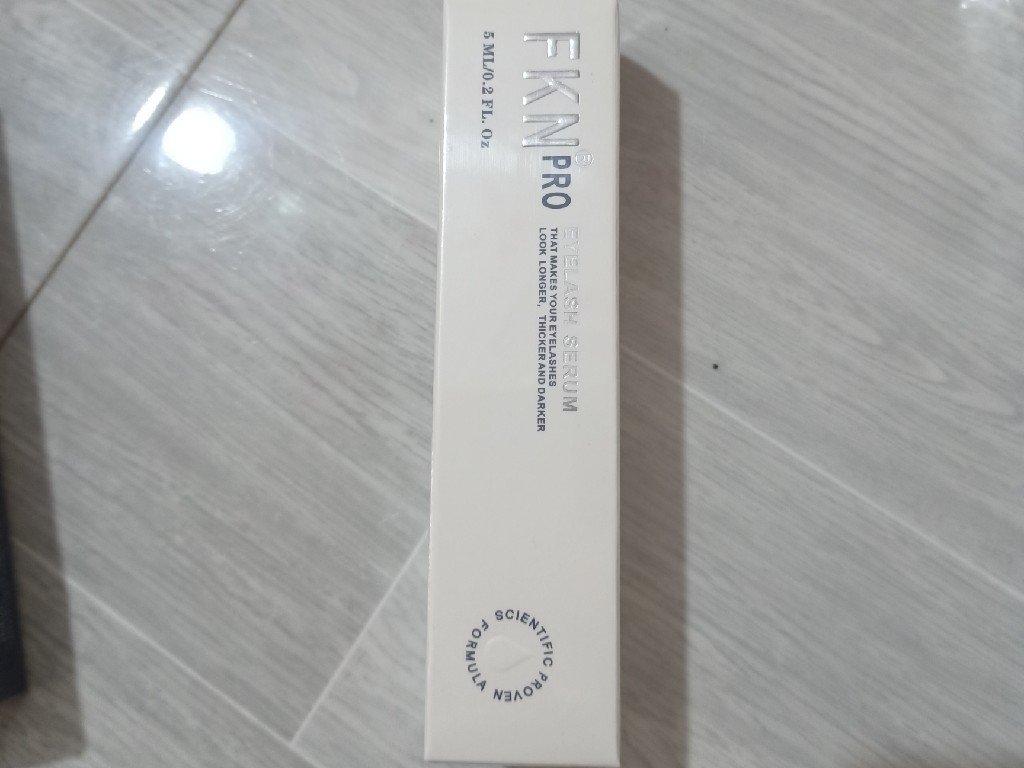 FKN®
PRO
EYELASH SERUM
THAT MAKES YOUR EYELASHES
LOOK LONGER, THICKER AND DARKER
5 ML/0.2 FL. Oz
SCIENTIFIC PROVEN FORMULA